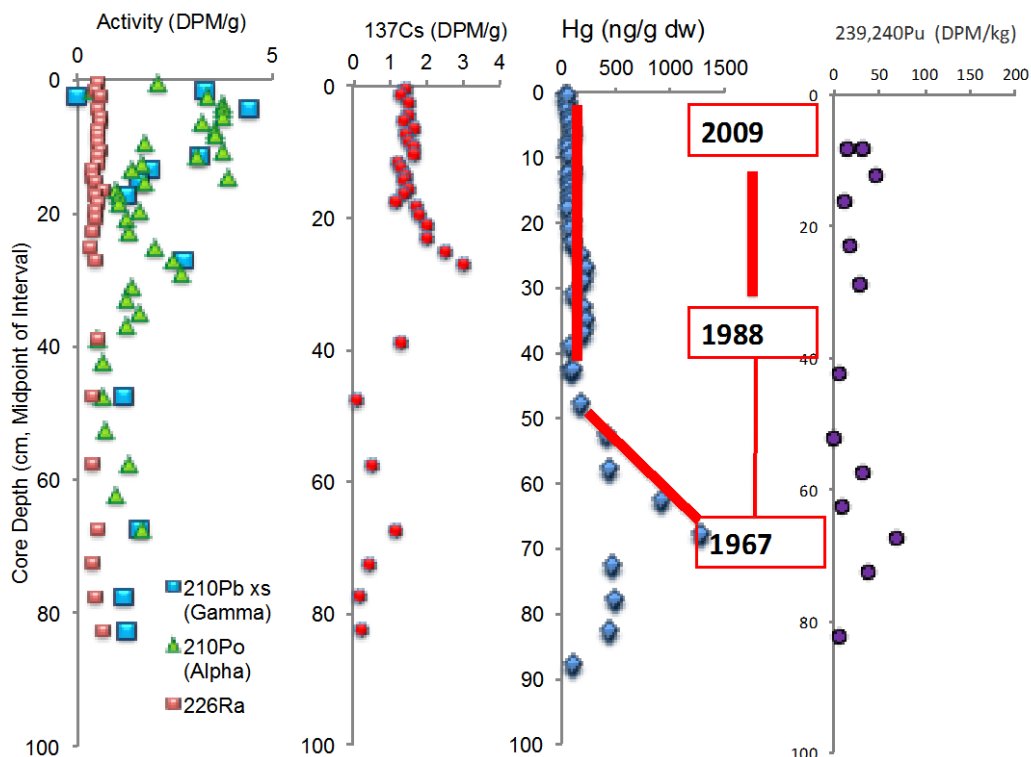 Activity (DPM/g)
0 5
0
20
40
60
80
100
Core Depth (cm, Midpoint of Interval)
210Pb xs
(Gamma)
210Po
(Alpha)
226Ra
137Cs (DPM/g)
0 1 2 3 4
0
20
40
60
80
100
Hg (ng/g dw)
0 500 1000 1500
0
10
20
30
40
50
60
70
80
90
100
2009
1988
1967
239,240Pu (DPM/kg)
0 50 100 150 200
0
20
40
60
80
100